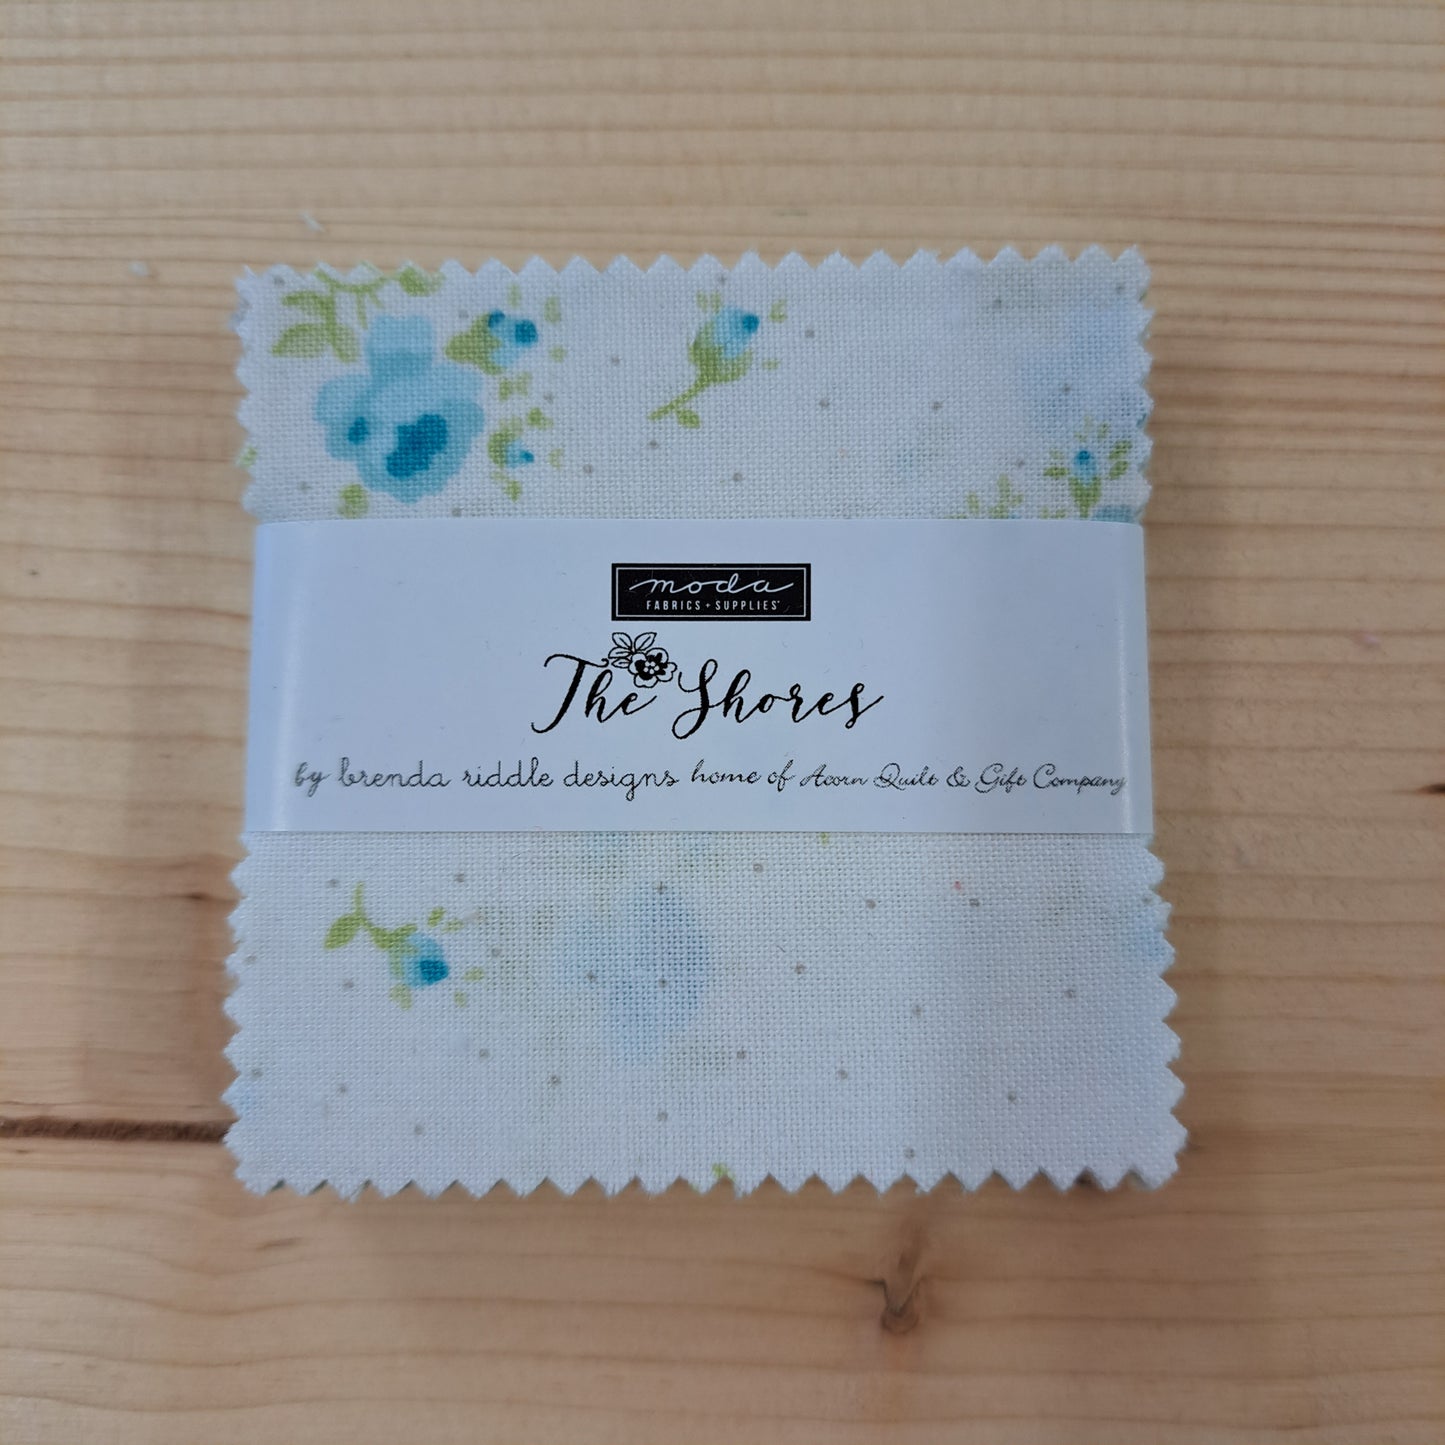 moda
FABRICS + SUPPLIES®
The Shores
by brenda riddle designs home of Acorn Quilt & Gift Company